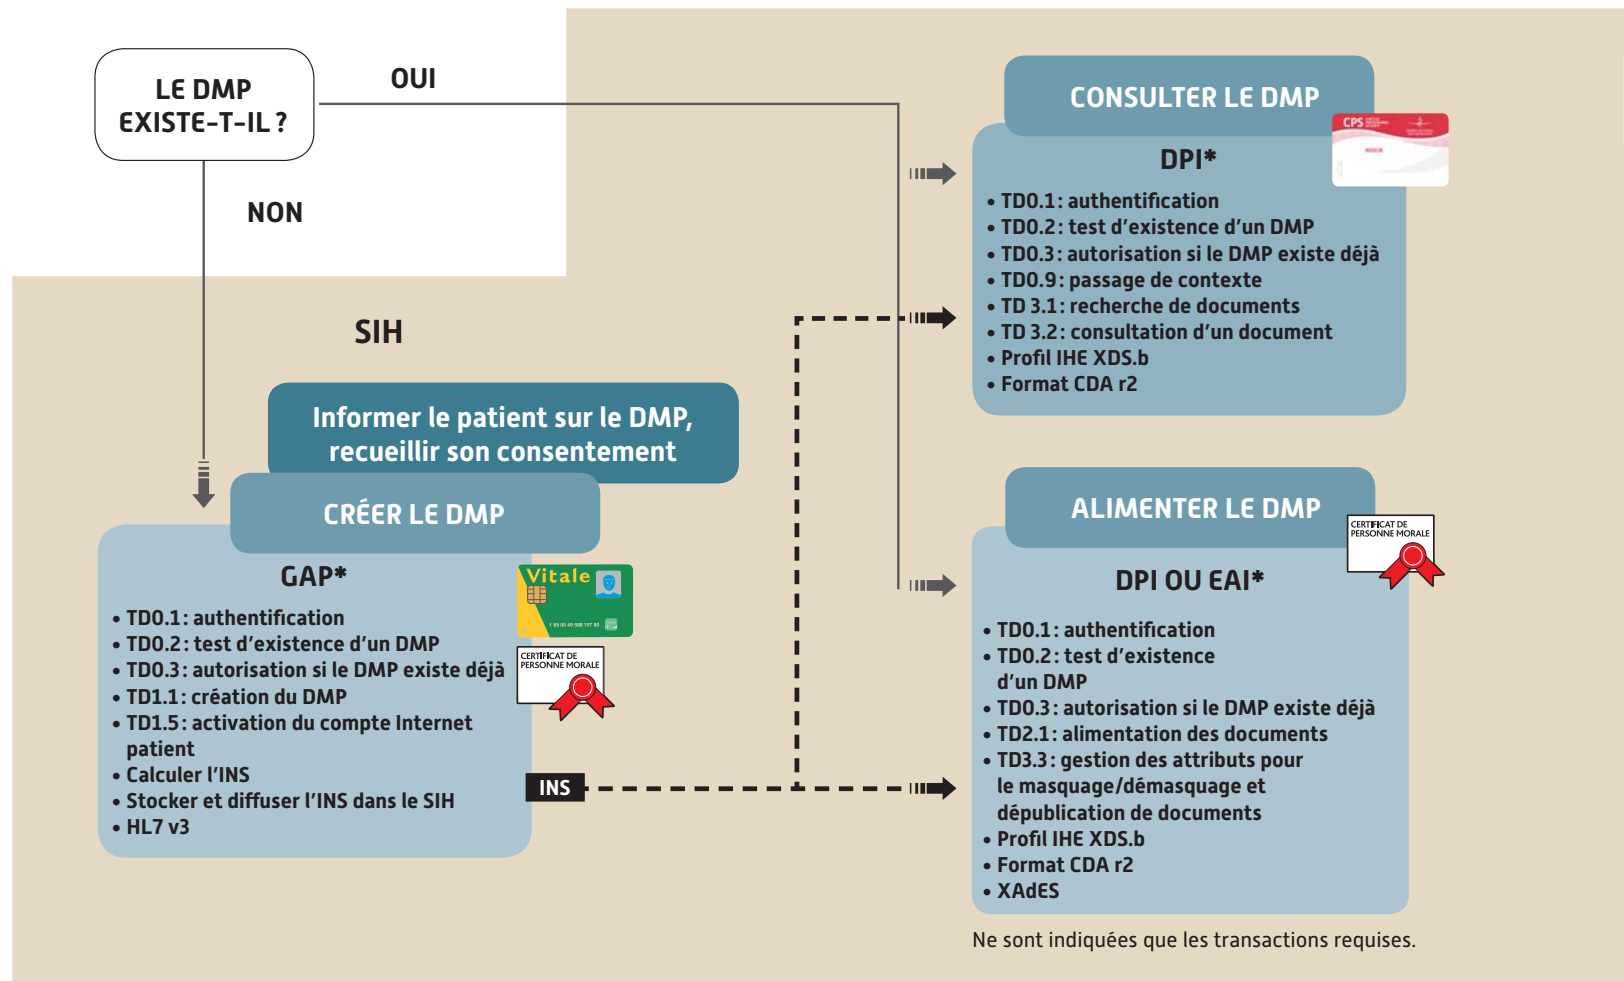 LE DMP
EXISTE-T-IL ?
OUI
NON
SIH
Informer le patient sur le DMP,
recueillir son consentement
CRÉER LE DMP
GAP*
• TD0.1 : authentification
• TD0.2 : test d'existence d'un DMP
• TD0.3 : autorisation si le DMP existe déjà
• TD1.1 : création du DMP
• TD1.5 : activation du compte Internet
patient
• Calculer l'INS
• Stocker et diffuser l'INS dans le SIH
• HL7 v3
Vitale
CERTIFICAT DE
PERSONNE MORALE
INS
CONSULTER LE DMP
CPS
DPI*
• TD0.1 : authentification
• TD0.2 : test d'existence d'un DMP
• TD0.3 : autorisation si le DMP existe déjà
• TD0.9 : passage de contexte
• TD 3.1 : recherche de documents
• TD 3.2 : consultation d'un document
• Profil IHE XDS.b
• Format CDA r2
ALIMENTER LE DMP
CERTIFICAT DE
PERSONNE MORALE
DPI OU EAI*
• TD0.1 : authentification
• TD0.2 : test d'existence
d'un DMP
• TD0.3 : autorisation si le DMP existe déjà
• TD2.1 : alimentation des documents
• TD3.3 : gestion des attributs pour
le masquage/démasquage et
dépublication de documents
• Profil IHE XDS.b
• Format CDA r2
• XAdES
Ne sont indiquées que les transactions requises.